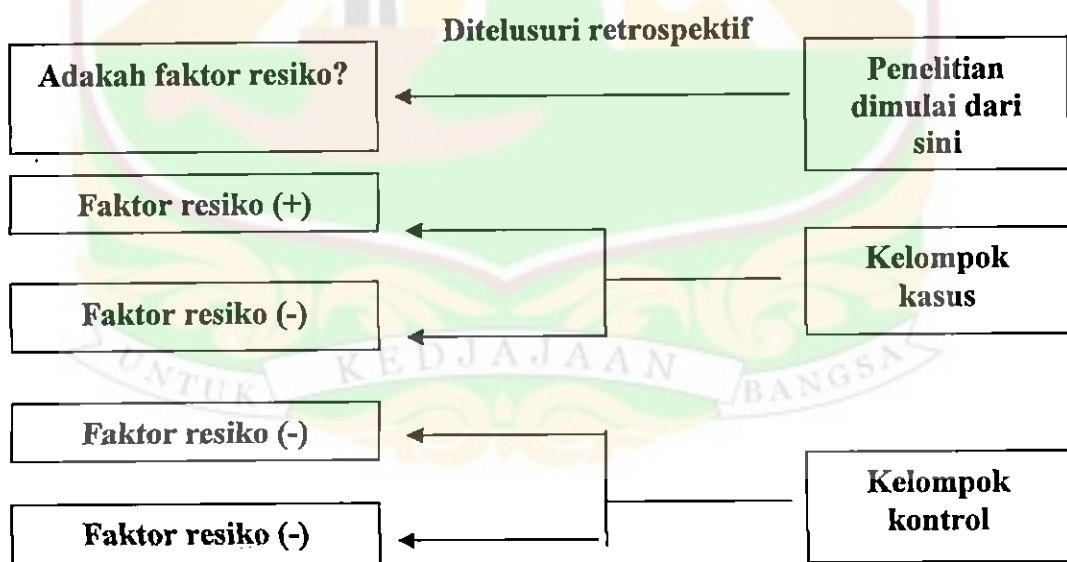 Ditelusuri retrospektif
Adakah faktor resiko?
Penelitian
dimulai dari
sini
Faktor resiko (+)
Kelompok
kasus
Faktor resiko (-)
UNTUK KEDJAJAAN BANGSA
Faktor resiko (-)
Kelompok
kontrol
Faktor resiko (-)